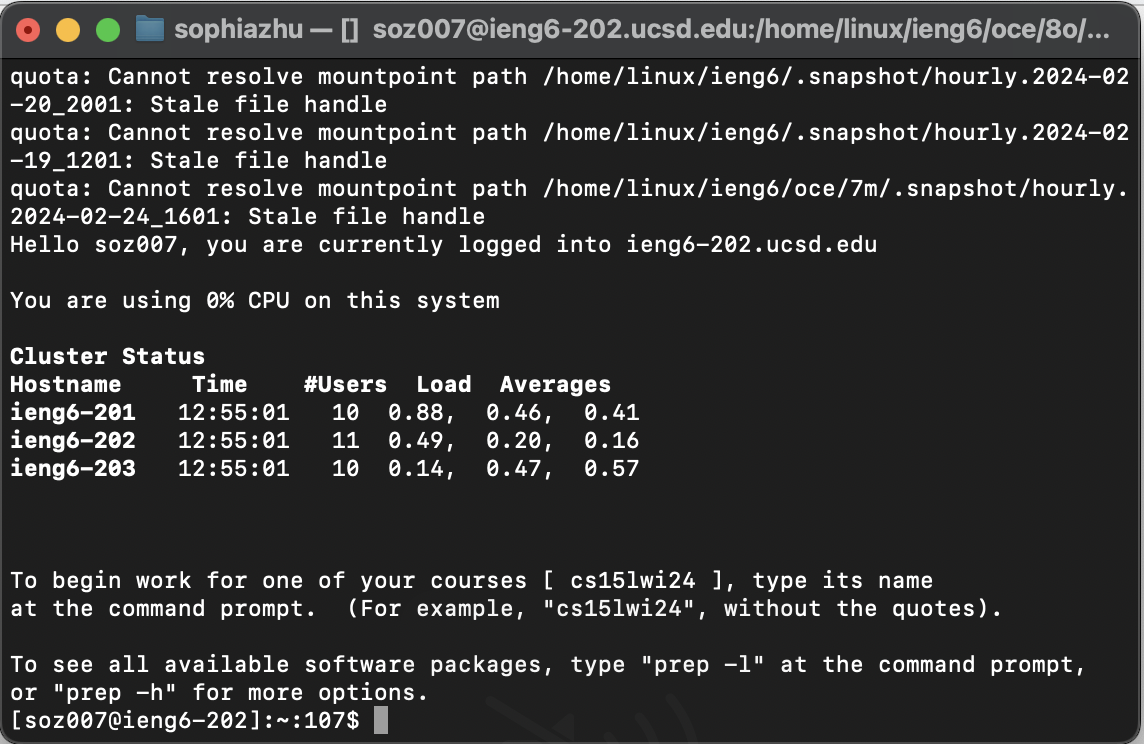 sophiazhu — [] soz007@ieng6-202.ucsd.edu:/home/linux/ieng6/oce/8o/...
quota: Cannot resolve mountpoint path /home/linux/ieng6/.snapshot/hourly.2024-02
-20_2001: Stale file handle
quota: Cannot resolve mountpoint path /home/linux/ieng6/.snapshot/hourly.2024-02
-19_1201: Stale file handle
quota: Cannot resolve mountpoint path /home/linux/ieng6/oce/7m/.snapshot/hourly.
2024-02-24_1601: Stale file handle
Hello soz007, you are currently logged into ieng6-202.ucsd.edu
You are using 0% CPU on this system
Cluster Status
Hostname     Time    #Users  Load  Averages
ieng6-201   12:55:01   10  0.88,  0.46,  0.41
ieng6-202   12:55:01   11  0.49,  0.20,  0.16
ieng6-203   12:55:01   10  0.14,  0.47,  0.57
To begin work for one of your courses [ cs15lwi24 ], type its name
at the command prompt.  (For example, "cs15lwi24", without the quotes).
To see all available software packages, type "prep -l" at the command prompt,
or "prep -h" for more options.
[soz007@ieng6-202]:~:107$